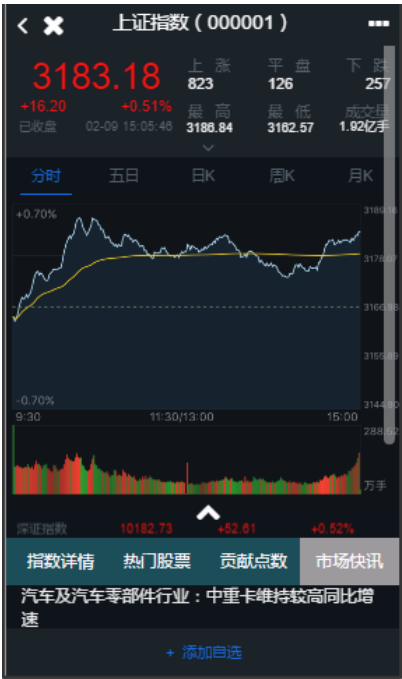 上证指数（000001）
3183.18
+16.20 +0.51%
已收盘 02-09 15:05:46
上涨 平盘 下跌
823 126 257
最高 最低 成交量
3186.84 3162.57 1.92亿手
分时 五日 日K 周K 月K
+0.70% 3189.16
3178.07
3166.98
3155.89
-0.70% 3144.80
9:30 11:30/13:00 15:00
288.52
万手
深证指数 10182.73 +52.61 +0.52%
指数详情 热门股票 贡献点数 市场快讯
汽车及汽车零部件行业：中重卡维持较高同比增
速
+ 添加自选